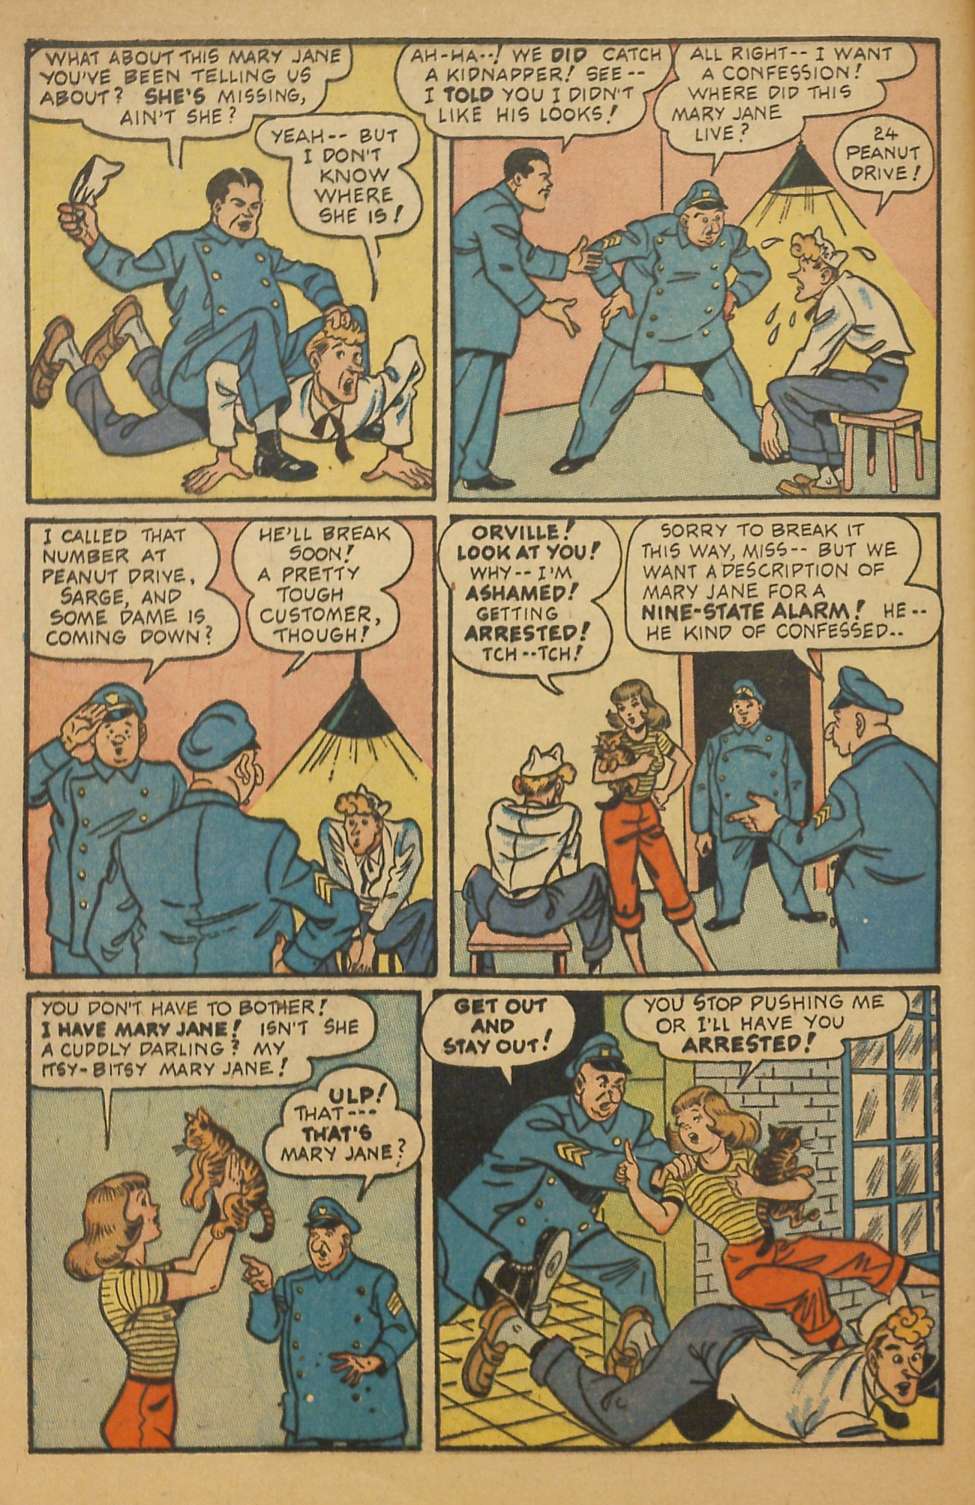 WHAT ABOUT THIS MARY JANE
YOU'VE BEEN TELLING US
ABOUT? SHE'S MISSING,
AIN'T SHE?
YEAH-- BUT
I DON'T
KNOW
WHERE
SHE IS!
AH-HA--! WE DID CATCH
A KIDNAPPER! SEE--
I TOLD YOU I DIDN'T
LIKE HIS LOOKS!
ALL RIGHT-- I WANT
A CONFESSION!
WHERE DID THIS
MARY JANE
LIVE?
24
PEANUT
DRIVE!
I CALLED THAT
NUMBER AT
PEANUT DRIVE,
SARGE, AND
SOME DAME IS
COMING DOWN?
HE'LL BREAK
SOON!
A PRETTY
TOUGH
CUSTOMER,
THOUGH!
ORVILLE!
LOOK AT YOU!
WHY-- I'M
ASHAMED!
GETTING
ARRESTED!
TCH--TCH!
SORRY TO BREAK IT
THIS WAY, MISS-- BUT WE
WANT A DESCRIPTION OF
MARY JANE FOR A
NINE-STATE ALARM! HE--
HE KIND OF CONFESSED--
YOU DON'T HAVE TO BOTHER!
I HAVE MARY JANE! ISN'T SHE
A CUDDLY DARLING? MY
ITSY-BITSY MARY JANE!
ULP!
THAT---
THAT'S
MARY JANE?
GET OUT
AND
STAY OUT!
YOU STOP PUSHING ME
OR I'LL HAVE YOU
ARRESTED!